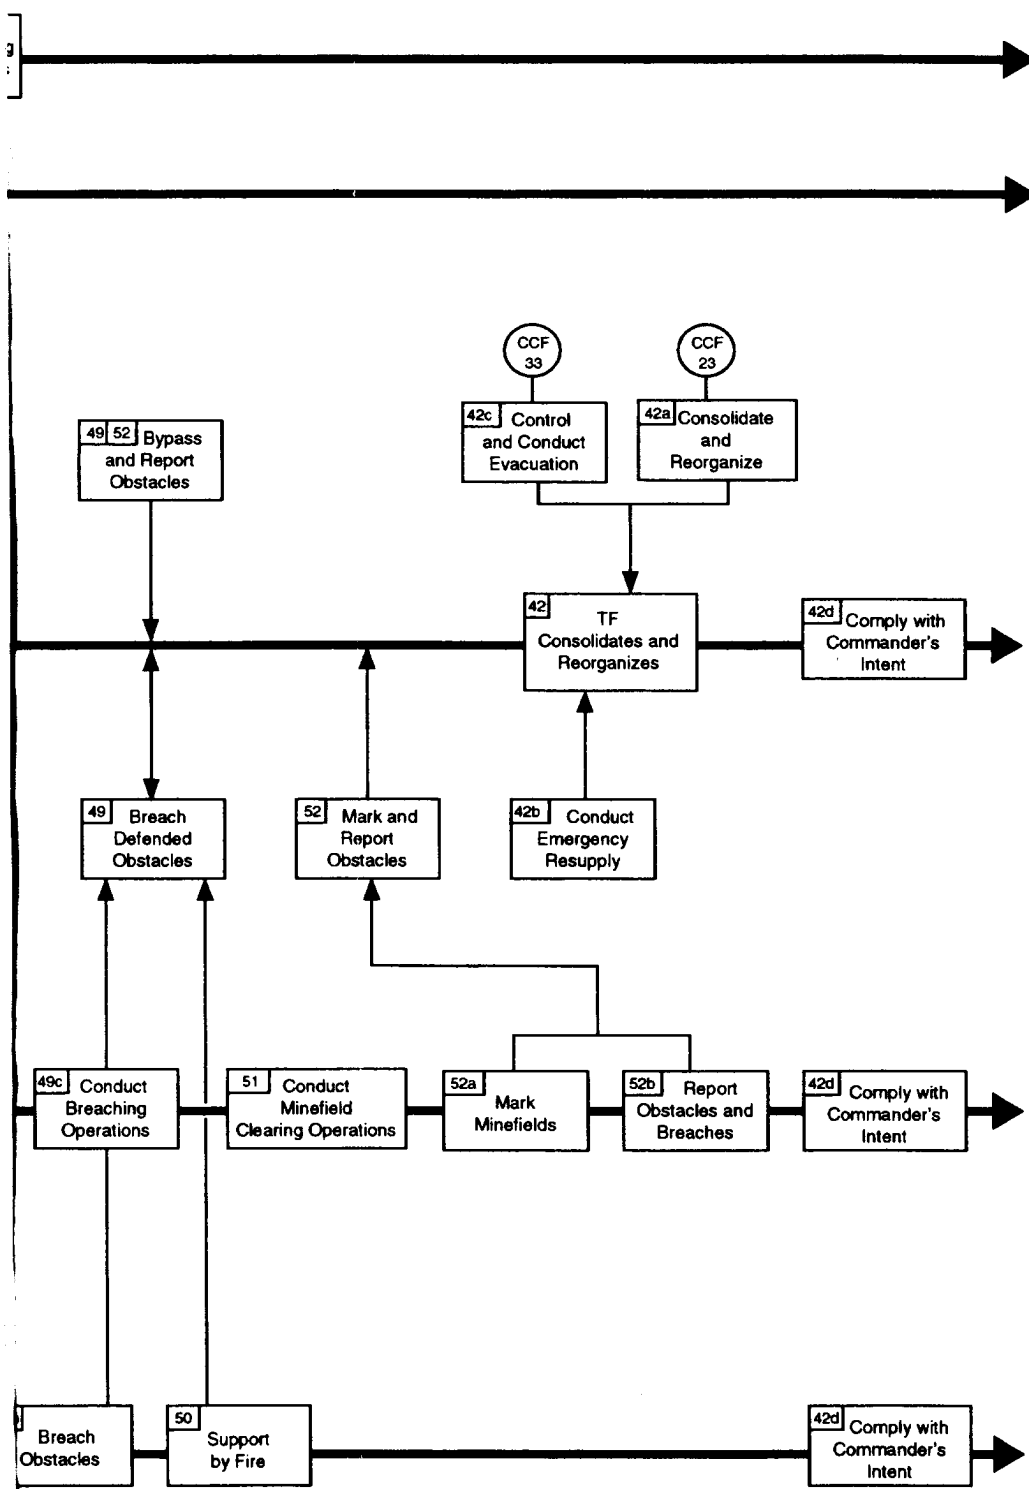 g
CCF
33
CCF
23
42c Control
and Conduct
Evacuation
42a Consolidate
and
Reorganize
49 52 Bypass
and Report
Obstacles
42 TF
Consolidates and
Reorganizes
42d Comply with
Commander's
Intent
49 Breach
Defended
Obstacles
52 Mark and
Report
Obstacles
42b Conduct
Emergency
Resupply
49c Conduct
Breaching
Operations
51 Conduct
Minefield
Clearing Operations
52a Mark
Minefields
52b Report
Obstacles and
Breaches
42d Comply with
Commander's
Intent
Breach
Obstacles
50 Support
by Fire
42d Comply with
Commander's
Intent